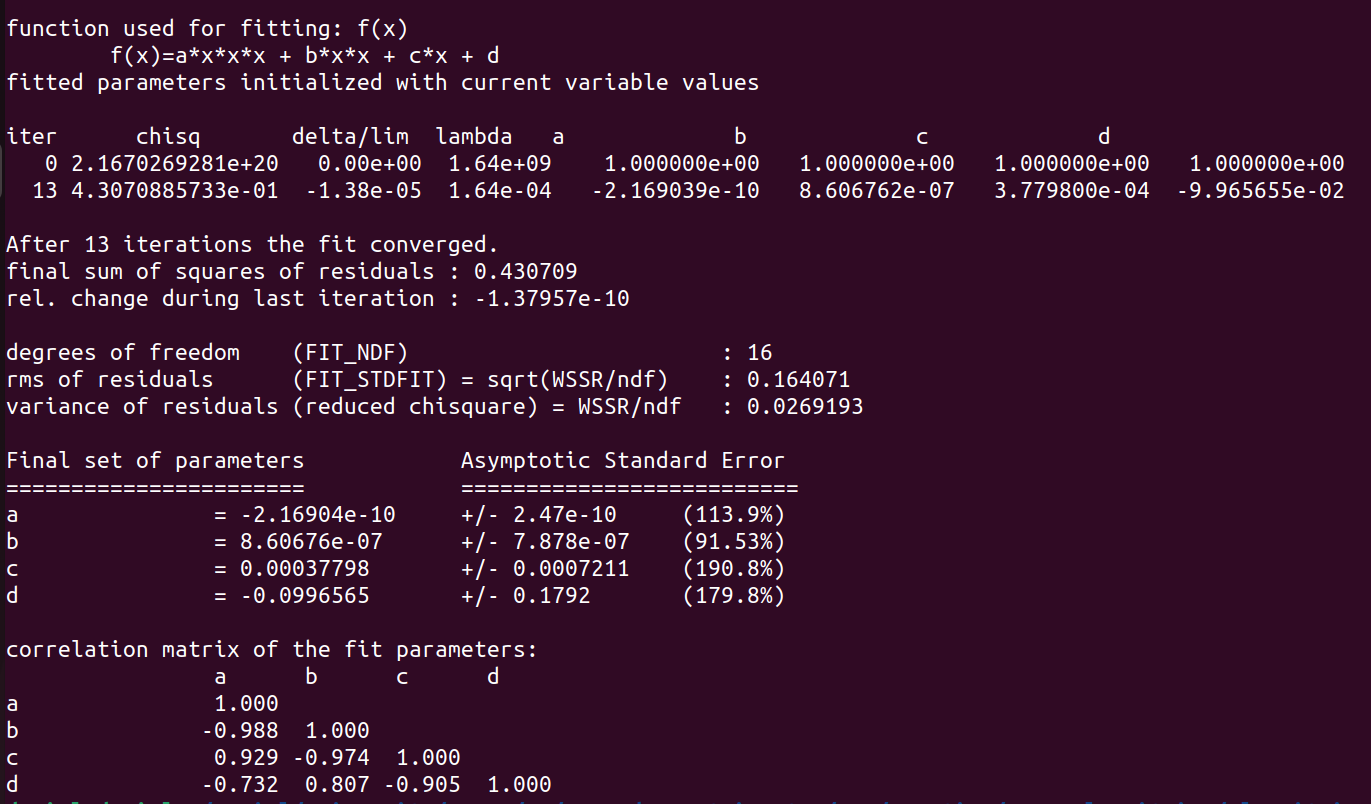 function used for fitting: f(x)
f(x)=a*x*x*x + b*x*x + c*x + d
fitted parameters initialized with current variable values
iter chisq delta/lim lambda a b c d
0 2.1670269281e+20 0.00e+00 1.64e+09 1.000000e+00 1.000000e+00 1.000000e+00 1.000000e+00
13 4.3070885733e-01 -1.38e-05 1.64e-04 -2.169039e-10 8.606762e-07 3.779800e-04 -9.965655e-02
After 13 iterations the fit converged.
final sum of squares of residuals : 0.430709
rel. change during last iteration : -1.37957e-10
degrees of freedom (FIT_NDF) : 16
rms of residuals (FIT_STDFIT) = sqrt(WSSR/ndf) : 0.164071
variance of residuals (reduced chisquare) = WSSR/ndf : 0.0269193
Final set of parameters Asymptotic Standard Error
======================= ==========================
a = -2.16904e-10 +/- 2.47e-10 (113.9%)
b = 8.60676e-07 +/- 7.878e-07 (91.53%)
c = 0.00037798 +/- 0.0007211 (190.8%)
d = -0.0996565 +/- 0.1792 (179.8%)
correlation matrix of the fit parameters:
a b c d
a 1.000
b -0.988 1.000
c 0.929 -0.974 1.000
d -0.732 0.807 -0.905 1.000